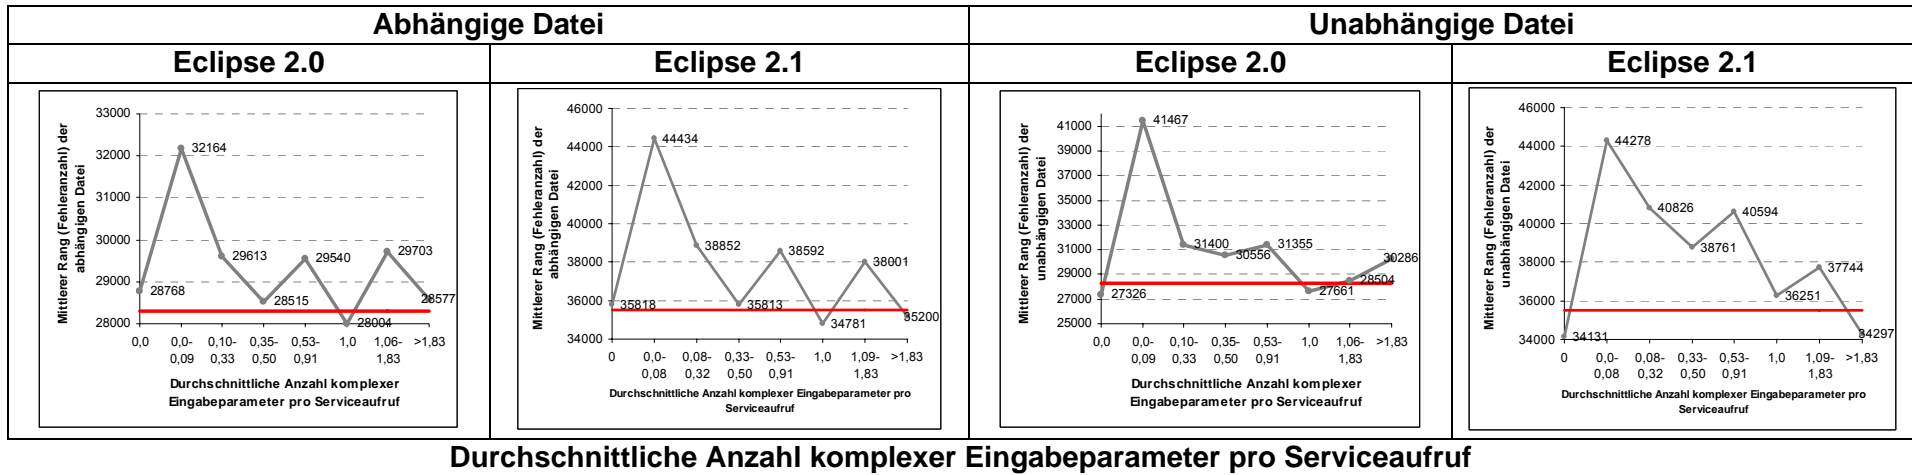 Abhängige Datei
Unabhängige Datei
Eclipse 2.0
Eclipse 2.1
Eclipse 2.0
Eclipse 2.1
Mittlerer Rang (Fehleranzahl) der
abhängigen Datei
33000
32000
31000
30000
29000
28000
28768
32164
29613
28515
29540
28004
29703
28577
0,0 0,0- 0,10- 0,35- 0,53- 1,0 1,06- >1,83
0,09 0,33 0,50 0,91 1,83
Durchschnittliche Anzahl komplexer
Eingabeparameter pro Serviceaufruf
Mittlerer Rang (Fehleranzahl) der
abhängigen Datei
46000
44000
42000
40000
38000
36000
34000
35818
44434
38852
35813
38592
34781
38001
35200
0 0,0- 0,08- 0,33- 0,53- 1,0 1,09- >1,83
0,08 0,32 0,50 0,91 1,83
Durchschnittliche Anzahl komplexer Eingabeparameter pro
Serviceaufruf
Mittlerer Rang (Fehleranzahl) der
unabhängigen Datei
41000
39000
37000
35000
33000
31000
29000
27000
25000
27326
41467
31400
30556
31355
27661
28504
30286
0,0 0,0- 0,10- 0,35- 0,53- 1,0 1,06- >1,83
0,09 0,33 0,50 0,91 1,83
Durchschnittliche Anzahl komplexer
Eingabeparameter pro Serviceaufruf
Mittlerer Rang (Fehleranzahl) der
unabhängigen Datei
46000
44000
42000
40000
38000
36000
34000
34131
44278
40826
38761
40594
36251
37744
34297
0 0,0- 0,08- 0,33- 0,53- 1,0 1,09- >1,83
0,08 0,32 0,50 0,91 1,83
Durchschnittliche Anzahl komplexer Eingabeparameter pro
Serviceaufruf
Durchschnittliche Anzahl komplexer Eingabeparameter pro Serviceaufruf